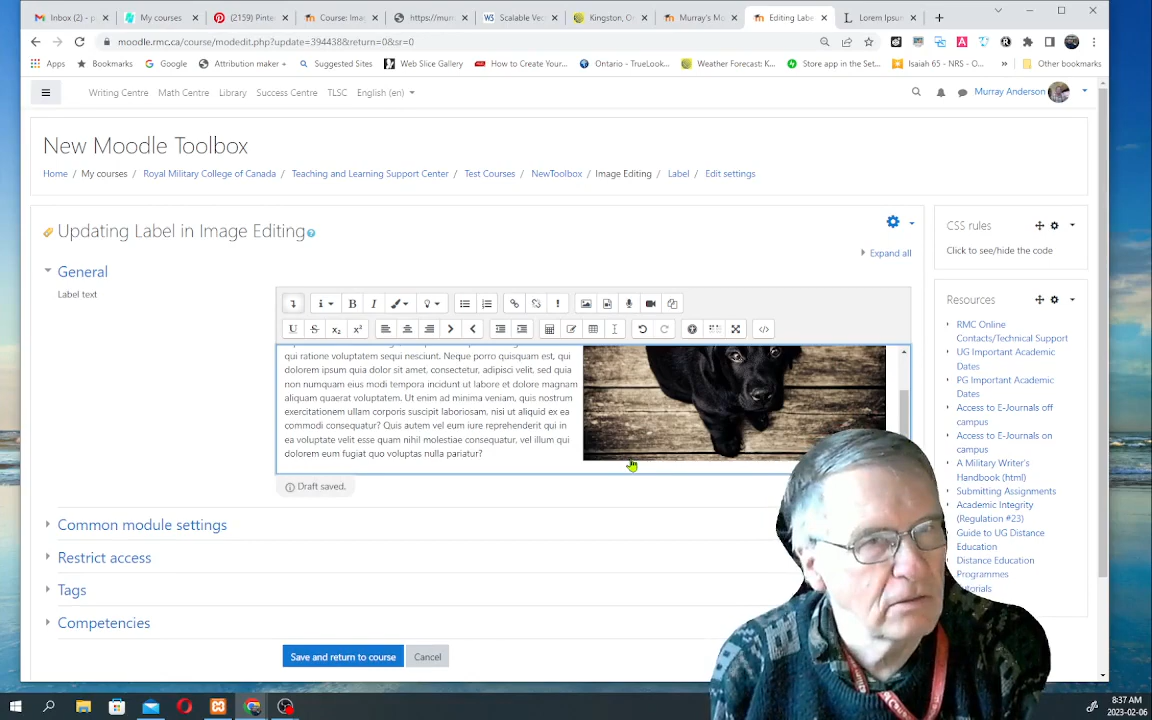 Inbox (2) -
My courses
(2159) Pinte
Course: Ima
https://mur
Scalable Vec
Kingston, O
Murray's Mo
Editing Labe
Lorem Ipsu
moodle.rmc.ca/course/modedit.php?update=394438&return=0&sr=0
Apps
Bookmarks
Google
Attribution maker +
Suggested Sites
Web Slice Gallery
How to Create Your...
Ontario - TrueLook...
Weather Forecast: K...
Store app in the Set...
Isaiah 65 - NRS - O...
»
Other bookmarks
Writing Centre
Math Centre
Library
Success Centre
TLSC
English (en)
Murray Anderson
New Moodle Toolbox
Home / My courses / Royal Military College of Canada / Teaching and Learning Support Center / Test Courses / NewToolbox / Image Editing / Label / Edit settings
Updating Label in Image Editing
Expand all
General
Label text
qui ratione voluptatem sequi nesciunt. Neque porro quisquam est, qui
dolorem ipsum quia dolor sit amet, consectetur, adipisci velit, sed quia
non numquam eius modi tempora incidunt ut labore et dolore magnam
aliquam quaerat voluptatem. Ut enim ad minima veniam, quis nostrum
exercitationem ullam corporis suscipit laboriosam, nisi ut aliquid ex ea
commodi consequatur? Quis autem vel eum iure reprehenderit qui in
ea voluptate velit esse quam nihil molestiae consequatur, vel illum qui
dolorem eum fugiat quo voluptas nulla pariatur?
Draft saved.
Common module settings
Restrict access
Tags
Competencies
Save and return to course
Cancel
CSS rules
Click to see/hide the code
Resources
RMC Online
Contacts/Technical Support
UG Important Academic
Dates
PG Important Academic
Dates
Access to E-Journals off
campus
Access to E-Journals on
campus
A Military Writer's
Handbook (html)
Submitting Assignments
Academic Integrity
(Regulation #23)
Guide to UG Distance
Education
Distance Education
Programmes
8:37 AM
2023-02-06